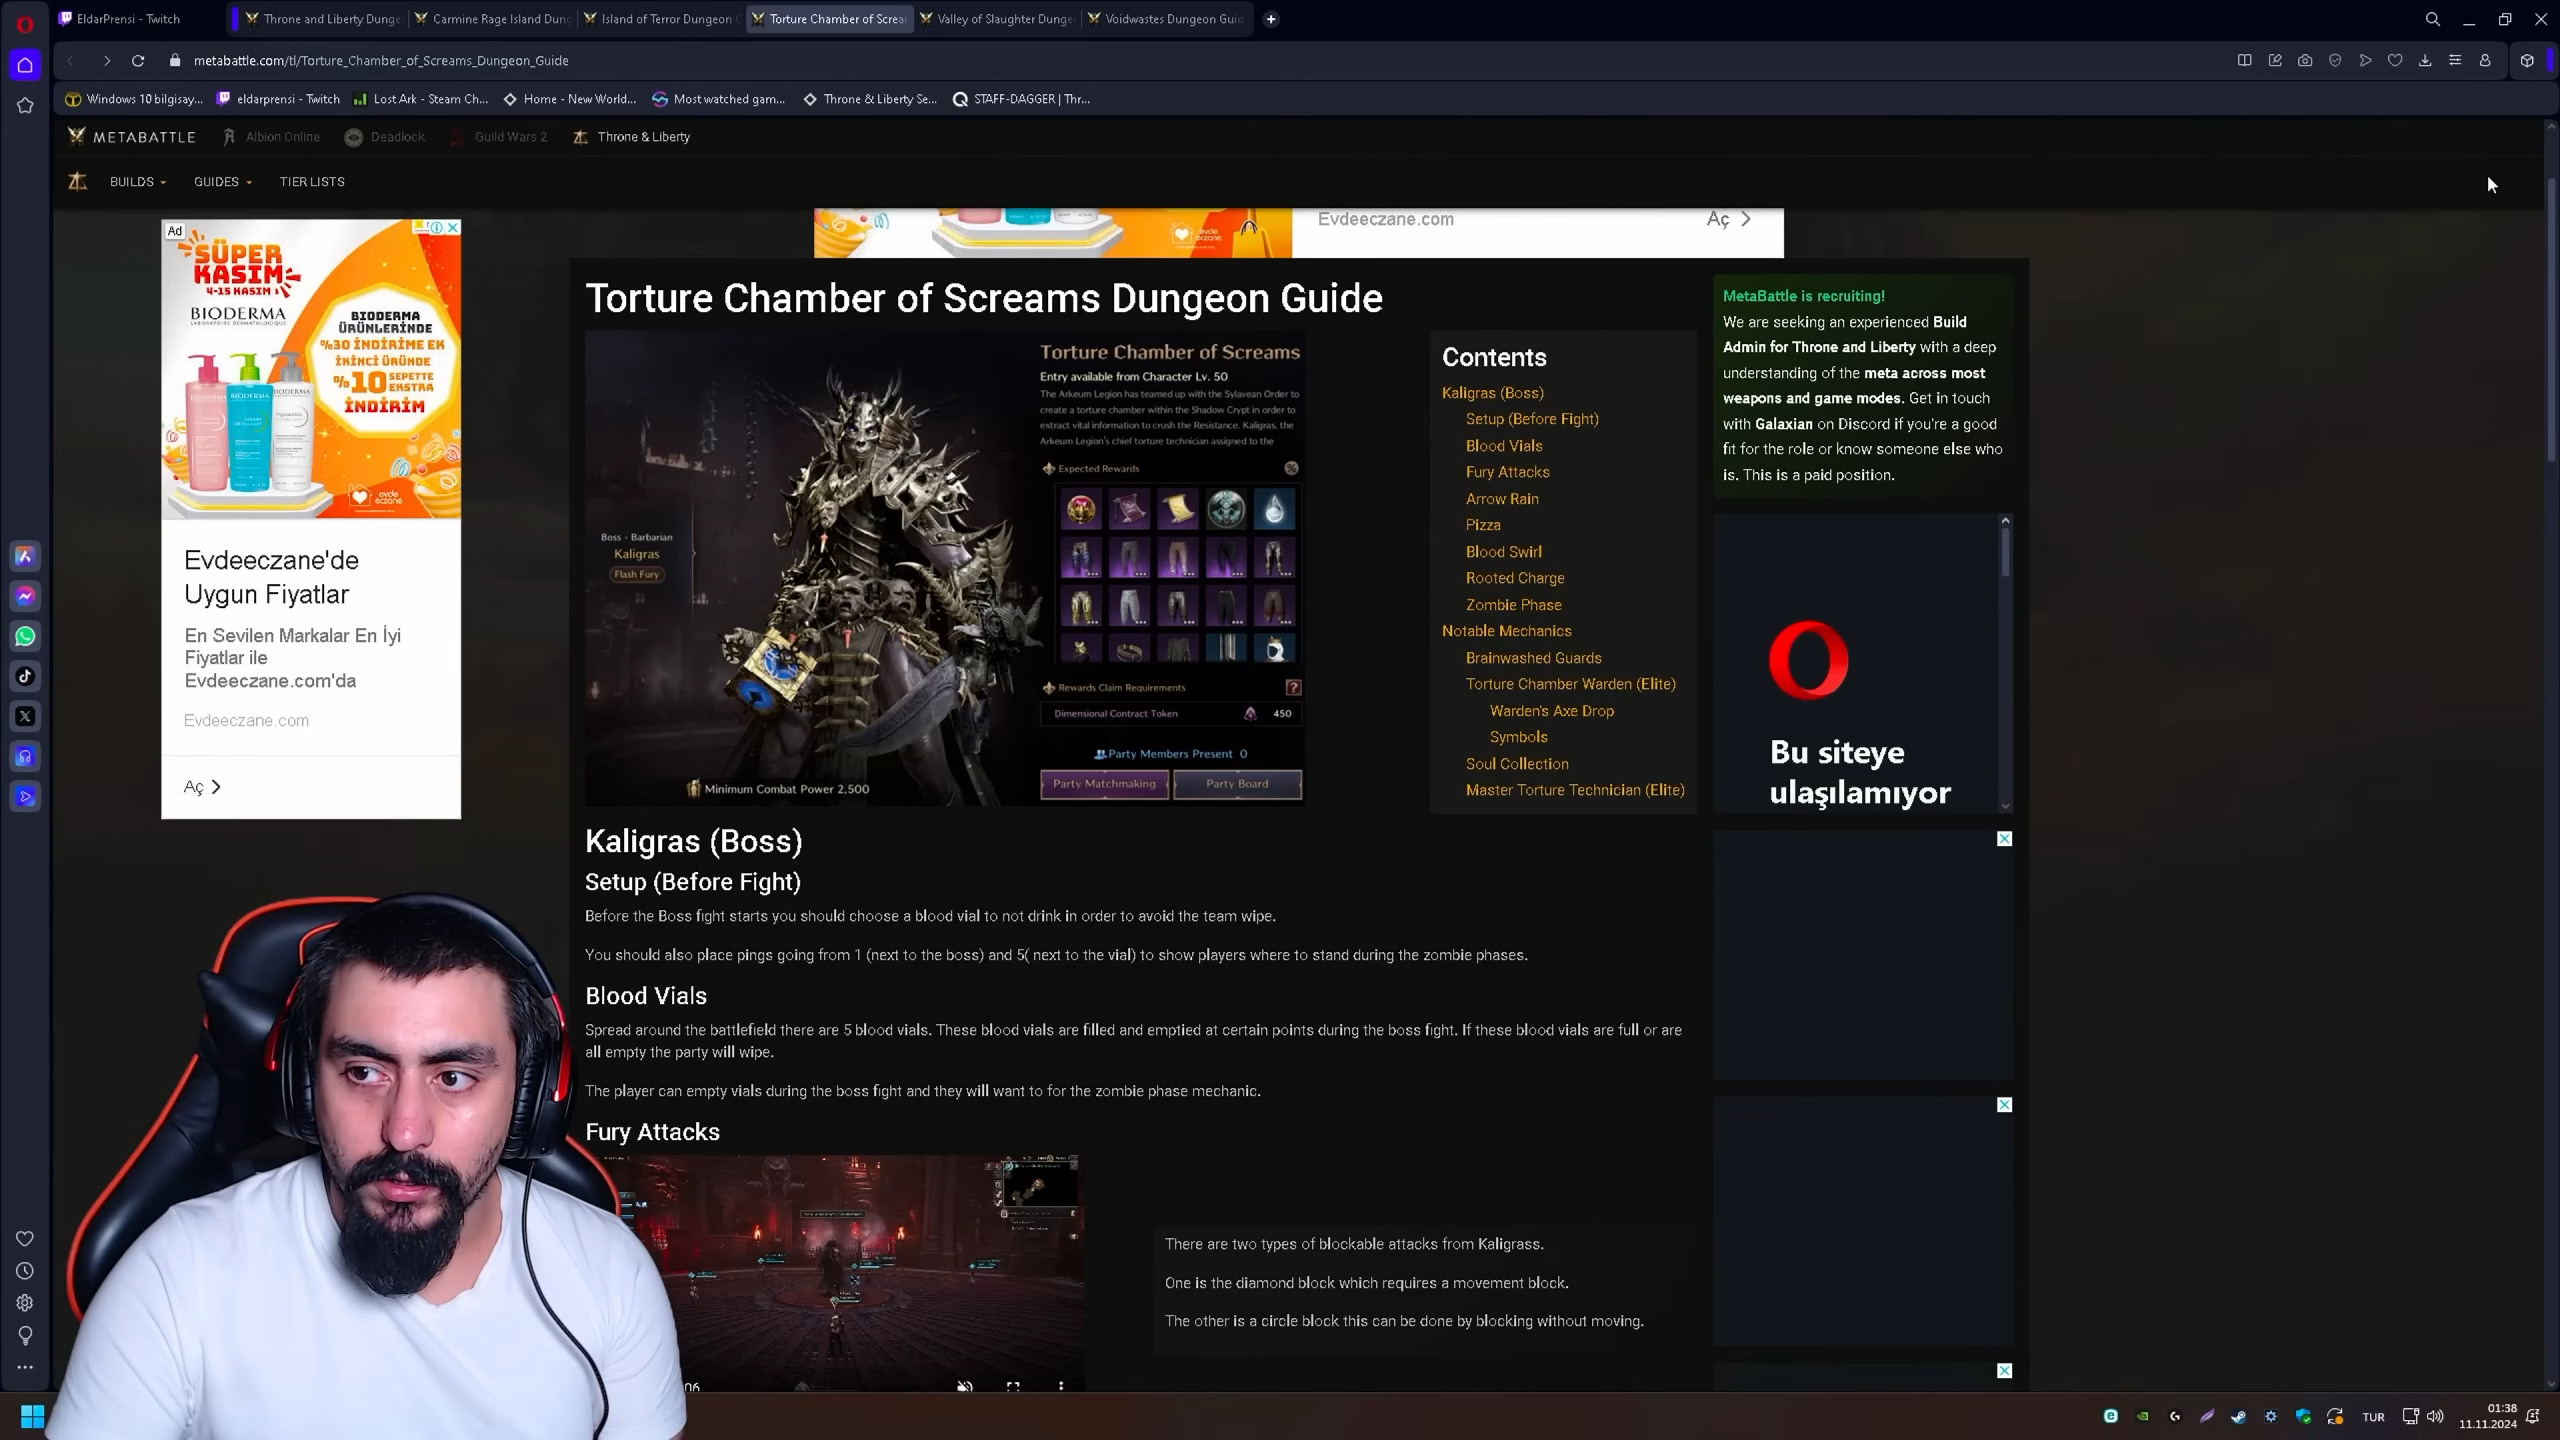 EldarPrensi - Twitch
Throne and Liberty Dunge
Carmine Rage Island Dung
Island of Terror Dungeon
Torture Chamber of Screa
Valley of Slaughter Dunge
Voidwastes Dungeon Guid
metabattle.com/tl/Torture_Chamber_of_Screams_Dungeon_Guide
Windows 10 bilgisay...
eldarprensi - Twitch
Lost Ark - Steam Ch...
Home - New World...
Most watched gam...
Throne & Liberty Se...
STAFF-DAGGER | Thr...
METABATTLE
Albion Online
Deadlock
Guild Wars 2
Throne & Liberty
BUILDS
GUIDES
TIER LISTS
Ad
SÜPER
KASIM
4-15 KASIM
BIODERMA
LABORATOIRE DERMATOLOGIQUE
BIODERMA
ÜRÜNLERİNDE
%30 İNDİRİME EK
İKİNCİ ÜRÜNDE
%10 SEPETTE
EKSTRA
İNDİRİM
evde
eczane
Evdeeczane'de
Uygun Fiyatlar
En Sevilen Markalar En İyi
Fiyatlar ile
Evdeeczane.com'da
Evdeeczane.com
Aç
Evdeeczane.com
Aç
Torture Chamber of Screams Dungeon Guide
Torture Chamber of Screams
Entry available from Character Lv. 50
The Arkeum Legion has teamed up with the Sylavean Order to
create a torture chamber within the Shadow Crypt in order to
extract vital information to crush the Resistance. Kaligras, the
Arkeum Legion's chief torture technician assigned to the
Expected Rewards
Boss - Barbarian
Kaligras
Flash Fury
Rewards Claim Requirements
Dimensional Contract Token 450
Party Members Present 0
Party Matchmaking
Party Board
Minimum Combat Power 2,500
Contents
Kaligras (Boss)
Setup (Before Fight)
Blood Vials
Fury Attacks
Arrow Rain
Pizza
Blood Swirl
Rooted Charge
Zombie Phase
Notable Mechanics
Brainwashed Guards
Torture Chamber Warden (Elite)
Warden's Axe Drop
Symbols
Soul Collection
Master Torture Technician (Elite)
MetaBattle is recruiting!
We are seeking an experienced Build
Admin for Throne and Liberty with a deep
understanding of the meta across most
weapons and game modes. Get in touch
with Galaxian on Discord if you're a good
fit for the role or know someone else who
is. This is a paid position.
Bu siteye
ulaşılamıyor
Kaligras (Boss)
Setup (Before Fight)
Before the Boss fight starts you should choose a blood vial to not drink in order to avoid the team wipe.
You should also place pings going from 1 (next to the boss) and 5( next to the vial) to show players where to stand during the zombie phases.
Blood Vials
Spread around the battlefield there are 5 blood vials. These blood vials are filled and emptied at certain points during the boss fight. If these blood vials are full or are
all empty the party will wipe.
The player can empty vials during the boss fight and they will want to for the zombie phase mechanic.
Fury Attacks
There are two types of blockable attacks from Kaligrass.
One is the diamond block which requires a movement block.
The other is a circle block this can be done by blocking without moving.
TUR
01:38
11.11.2024